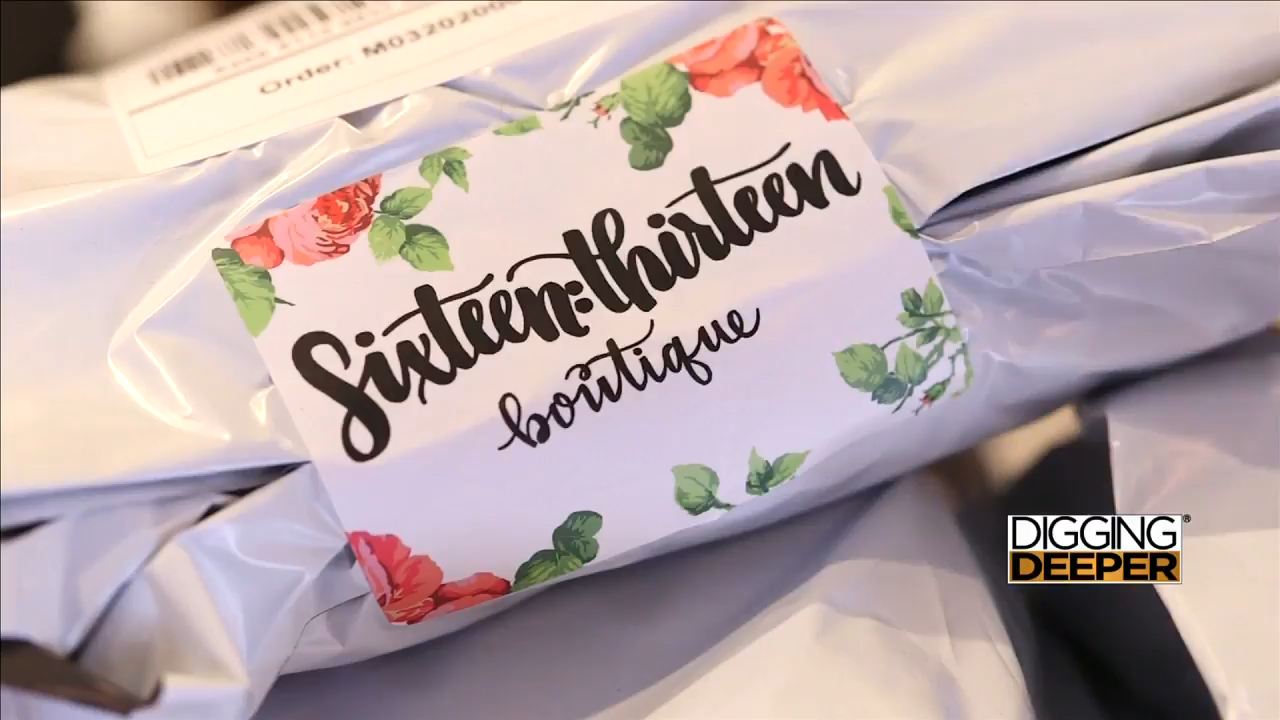 Order: M0320200
Sixteen:thirteen
boutique
DIGGING®
DEEPER